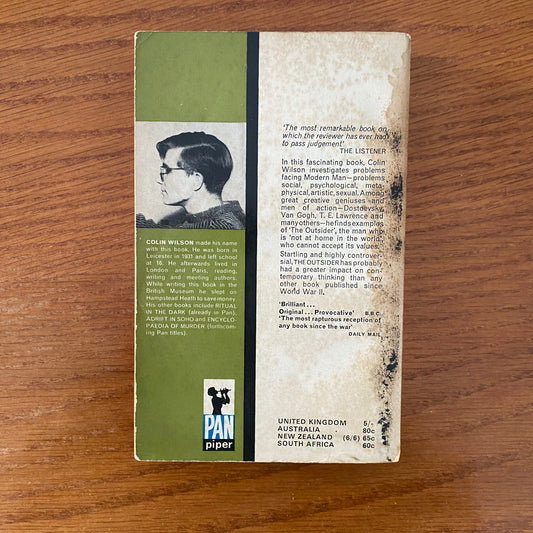 COLIN WILSON made his name
with this book. He was born in
Leicester in 1931 and left school
at 16. He afterwards lived in
London and Paris, reading,
writing and meeting authors.
While writing this book in the
British Museum he slept on
Hampstead Heath to save money.
His other books include RITUAL
IN THE DARK (already in Pan),
ADRIFT IN SOHO and ENCYCLO-
PAEDIA OF MURDER (forthcom-
ing Pan titles).
PAN
piper
'The most remarkable book on
which the reviewer has ever had
to pass judgement!'
THE LISTENER
In this fascinating book, Colin
Wilson investigates problems
facing Modern Man—problems
social, psychological, meta-
physical, artistic, sexual. Among
great creative geniuses and
men of action—Dostoevsky,
Van Gogh, T. E. Lawrence and
many others—he finds examples
of 'The Outsider', the man who
is 'not at home in the world',
who cannot accept its values.
Startling and highly controver-
sial, THE OUTSIDER has probably
had a greater impact on con-
temporary thinking than any
other book published since
World War II.
'Brilliant...
Original... Provocative' B.B.C.
'The most rapturous reception of
any book since the war'
DAILY MAIL
UNITED KINGDOM 5/-
AUSTRALIA 80c
NEW ZEALAND (6/6) 65c
SOUTH AFRICA 60c